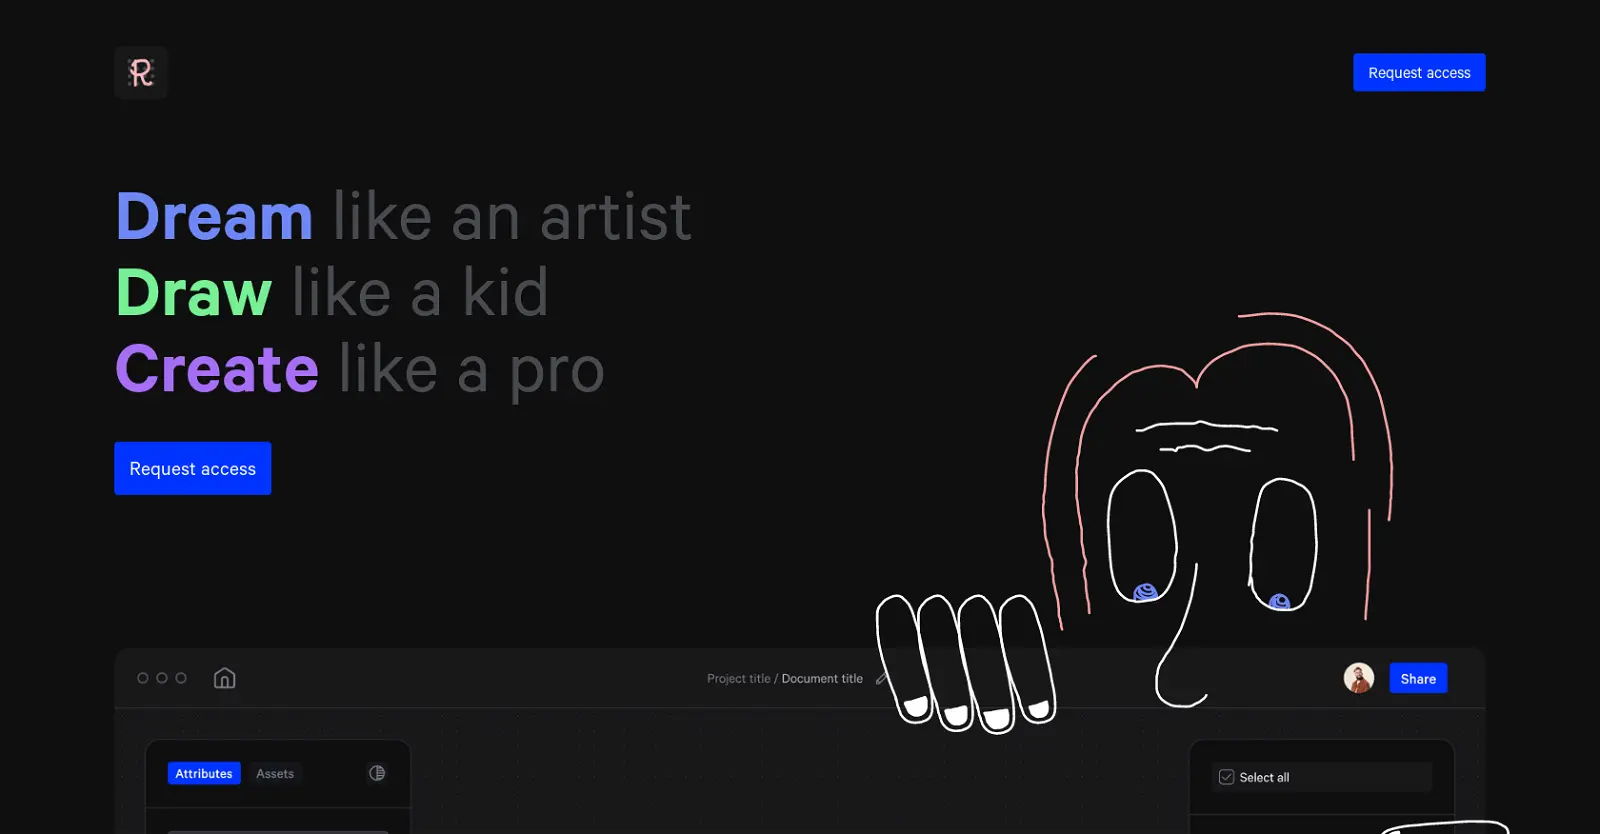 R
Request access
Dream like an artist
Draw like a kid
Create like a pro
Request access
Project title / Document title
Share
Attributes
Assets
Select all